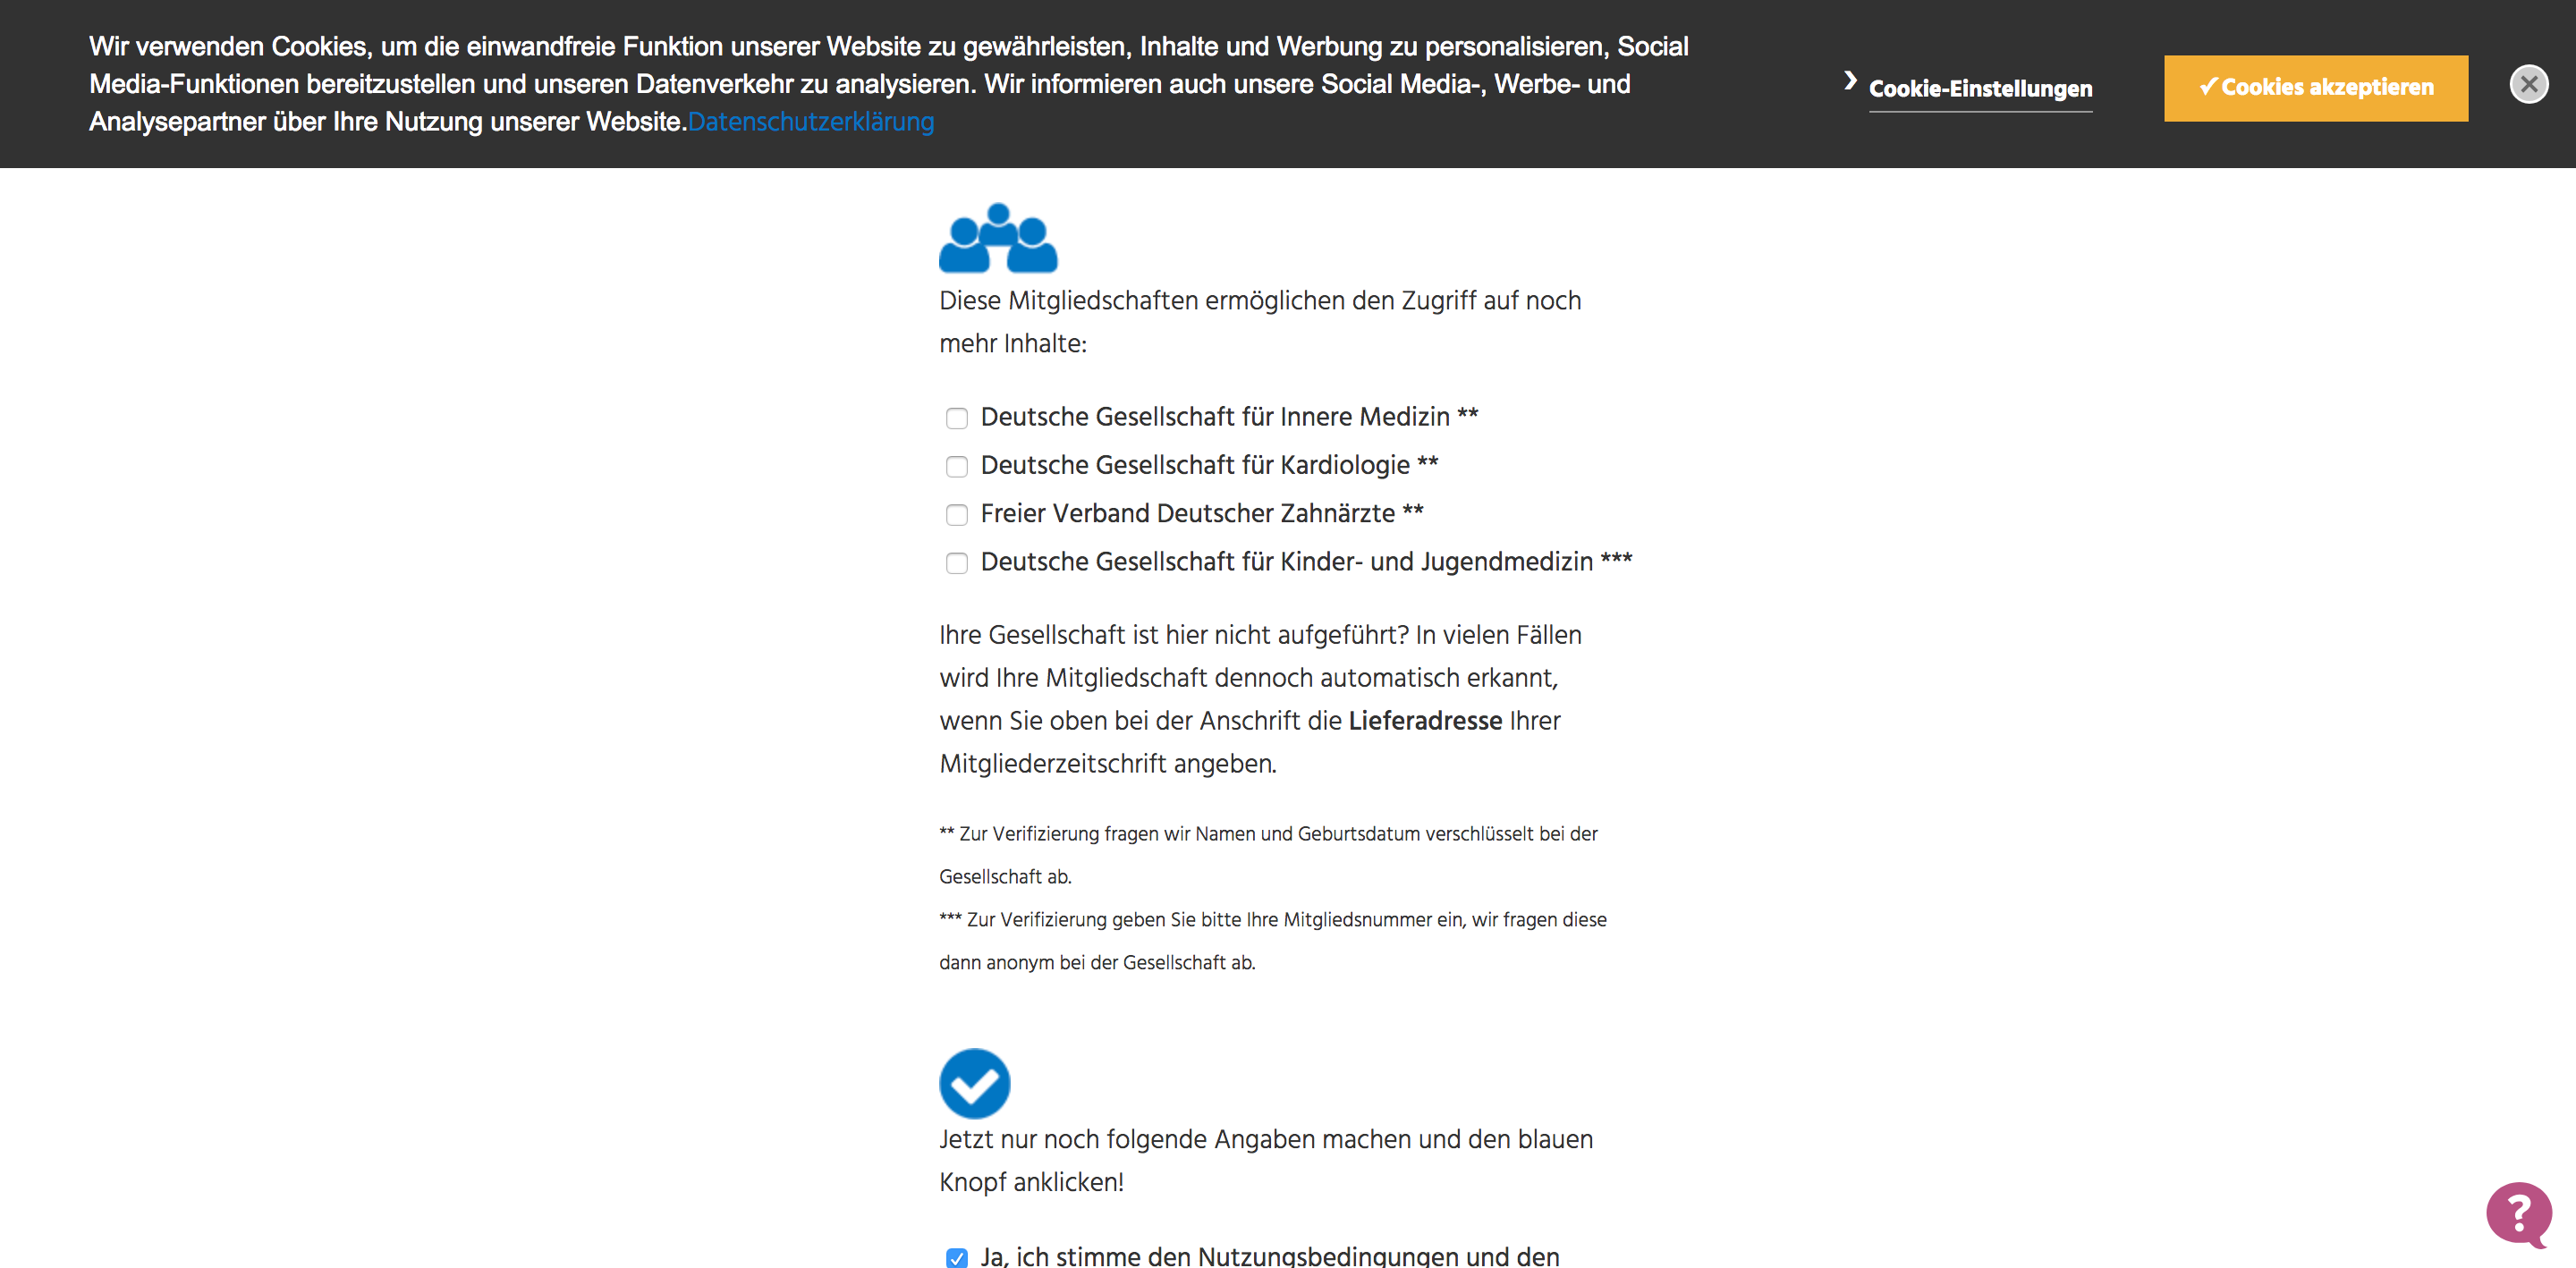 Wir verwenden Cookies, um die einwandfreie Funktion unserer Website zu gewährleisten, Inhalte und Werbung zu personalisieren, Social
Media-Funktionen bereitzustellen und unseren Datenverkehr zu analysieren. Wir informieren auch unsere Social Media-, Werbe- und
Analysepartner über Ihre Nutzung unserer Website.Datenschutzerklärung
Cookie-Einstellungen
✓Cookies akzeptieren
Diese Mitgliedschaften ermöglichen den Zugriff auf noch
mehr Inhalte:
Deutsche Gesellschaft für Innere Medizin **
Deutsche Gesellschaft für Kardiologie **
Freier Verband Deutscher Zahnärzte **
Deutsche Gesellschaft für Kinder- und Jugendmedizin ***
Ihre Gesellschaft ist hier nicht aufgeführt? In vielen Fällen
wird Ihre Mitgliedschaft dennoch automatisch erkannt,
wenn Sie oben bei der Anschrift die Lieferadresse Ihrer
Mitgliederzeitschrift angeben.
** Zur Verifizierung fragen wir Namen und Geburtsdatum verschlüsselt bei der
Gesellschaft ab.
*** Zur Verifizierung geben Sie bitte Ihre Mitgliedsnummer ein, wir fragen diese
dann anonym bei der Gesellschaft ab.
Jetzt nur noch folgende Angaben machen und den blauen
Knopf anklicken!
Ja, ich stimme den Nutzungsbedingungen und den
?